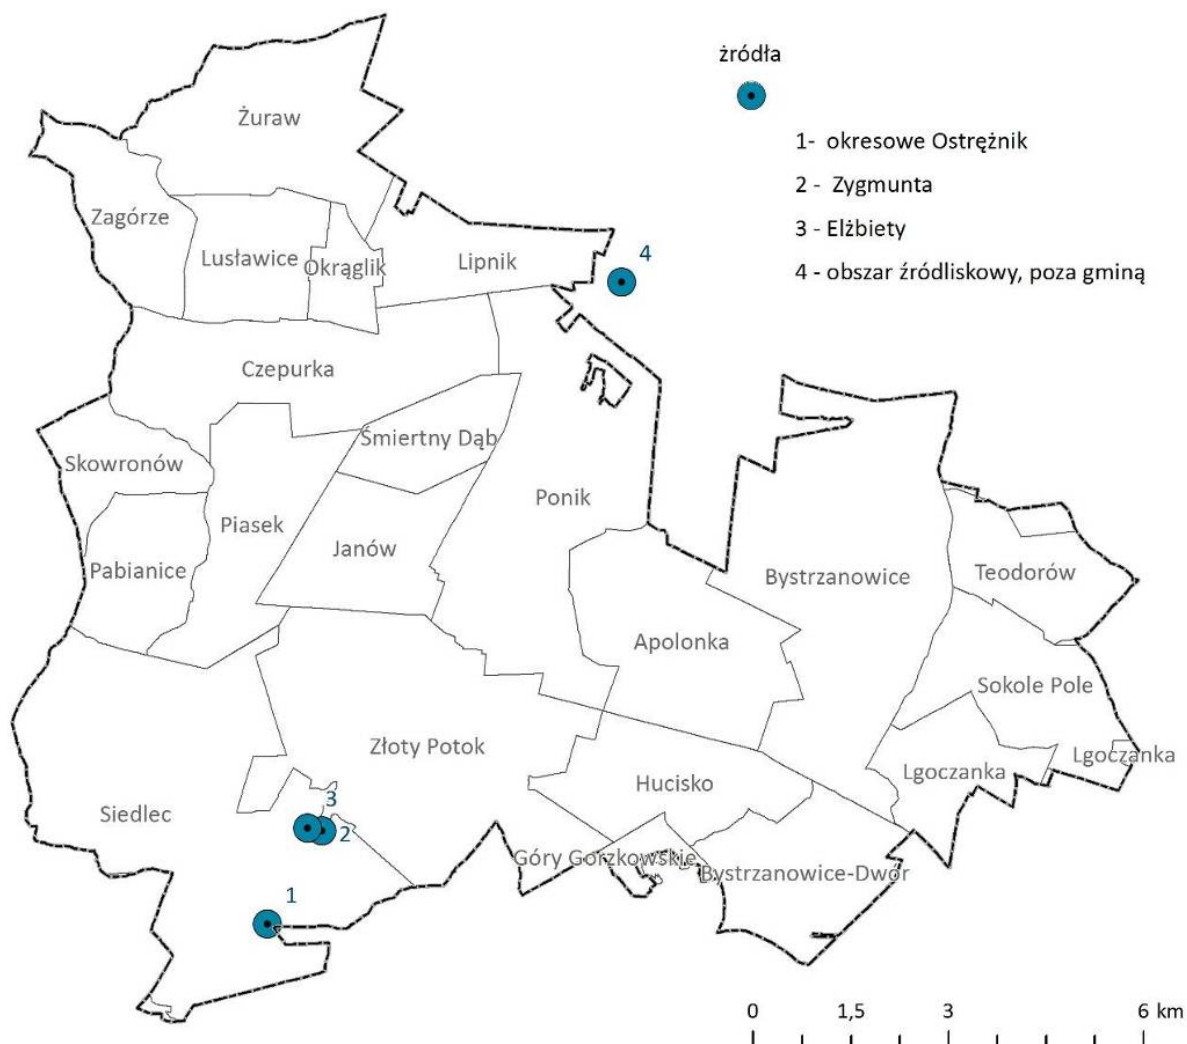 żródła
Żuraw
1- okresowe Ostrężnik
2 - Zygmunta
Zagórze
3 - Elżbiety
Lusławice
Okrąglik
Lipnik
4
4 - obszar źródliskowy, poza gminą
Czepurka
Śmiertny Dąb
Skowronów
Ponik
Piasek
Janów
Pabianice
Bystrzanowice
Teodorów
Apolonka
Sokole Pole
Złoty Potok
Lgoczanka
Lgoczanka
Hucisko
Siedlec
3
2
Góry Gorzkowskie
Bystrzanowice-Dwór
1
0 1,5 3 6 km